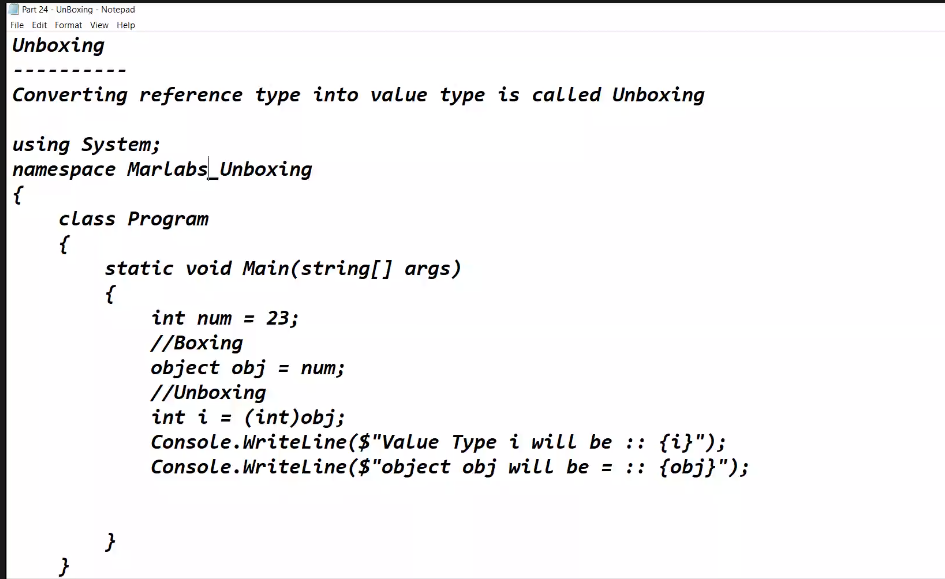 Part 24 - UnBoxing - Notepad
File Edit Format View Help
Unboxing
----------
Converting reference type into value type is called Unboxing
using System;
namespace Marlabs_Unboxing
{
class Program
{
static void Main(string[] args)
{
int num = 23;
//Boxing
object obj = num;
//Unboxing
int i = (int)obj;
Console.WriteLine($"Value Type i will be :: {i}");
Console.WriteLine($"object obj will be = :: {obj}");
}
}